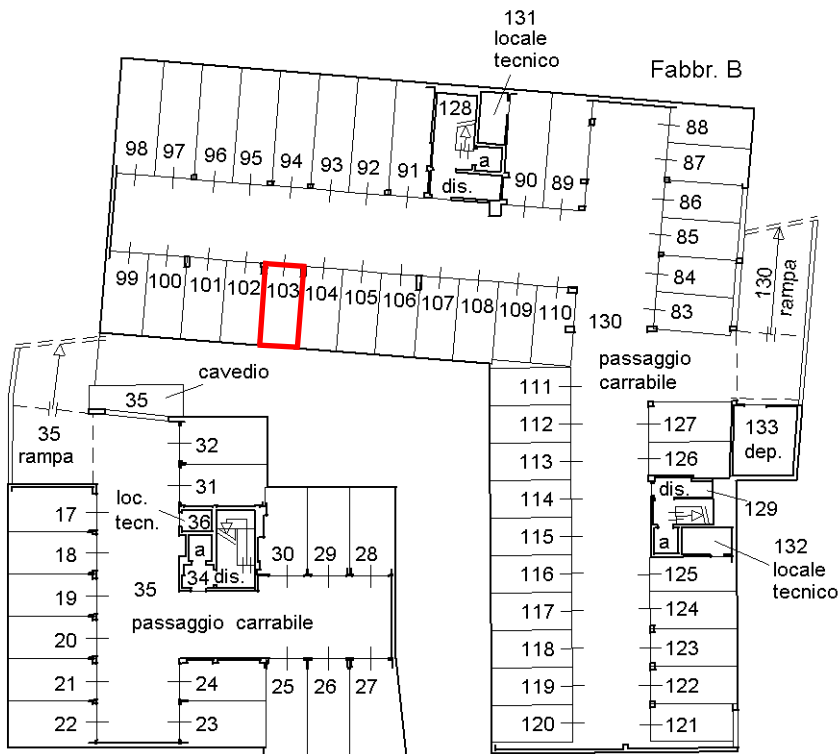 131
locale
tecnico
Fabbr. B
128
88
98 97 96 95 94 93 92 91 a 90 89 87
dis.
86
85
99 100 101 102 103 104 105 106 107 108 109 110 84
130
rampa
83
130
passaggio
carrabile
cavedio
35
111
35
rampa
32
112 127
133
dep.
113 126
31
loc.
tecn.
17
36
114
dis.
129
18
a
30 29 28
115
a
132
locale
tecnico
34 dis.
116 125
19
35
117 124
20
passaggio carrabile
118 123
21 24 25 26 27
119 122
22 23
120 121